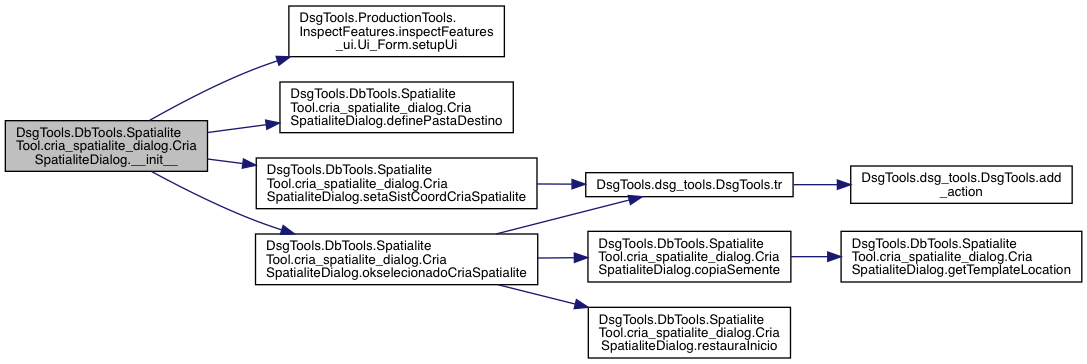 DsgTools.ProductionTools.
InspectFeatures.inspectFeatures
_ui.Ui_Form.setupUi
DsgTools.DbTools.Spatialite
Tool.cria_spatialite_dialog.Cria
SpatialiteDialog.definePastaDestino
DsgTools.DbTools.Spatialite
Tool.cria_spatialite_dialog.Cria
SpatialiteDialog.__init__
DsgTools.DbTools.Spatialite
Tool.cria_spatialite_dialog.Cria
SpatialiteDialog.setaSistCoordCriaSpatialite
DsgTools.dsg_tools.DsgTools.tr
DsgTools.dsg_tools.DsgTools.add
_action
DsgTools.DbTools.Spatialite
Tool.cria_spatialite_dialog.Cria
SpatialiteDialog.okselecionadoCriaSpatialite
DsgTools.DbTools.Spatialite
Tool.cria_spatialite_dialog.Cria
SpatialiteDialog.copiaSemente
DsgTools.DbTools.Spatialite
Tool.cria_spatialite_dialog.Cria
SpatialiteDialog.getTemplateLocation
DsgTools.DbTools.Spatialite
Tool.cria_spatialite_dialog.Cria
SpatialiteDialog.restauraInicio